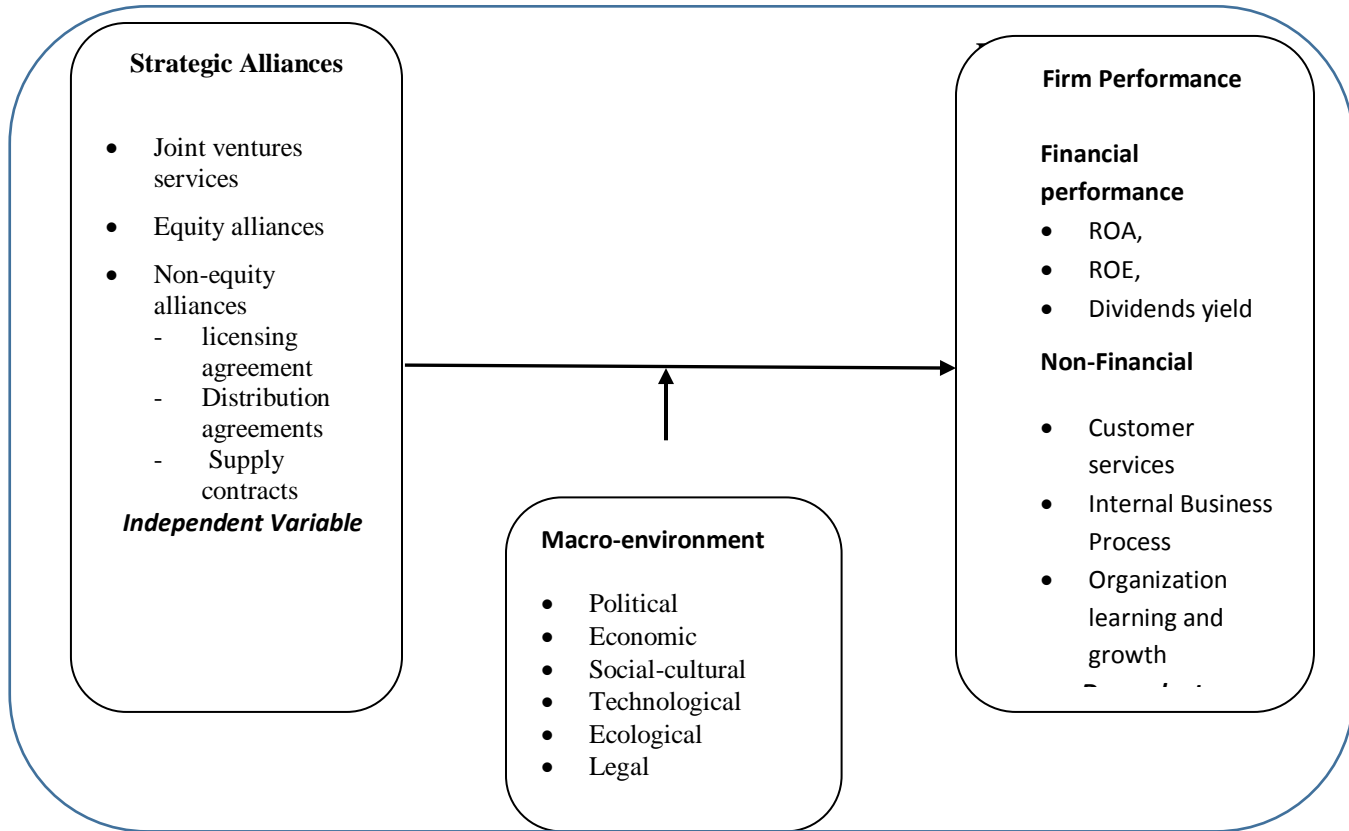 Strategic Alliances
• Joint ventures
services
• Equity alliances
• Non-equity
alliances
- licensing
agreement
- Distribution
agreements
- Supply
contracts
Independent Variable
Macro-environment
• Political
• Economic
• Social-cultural
• Technological
• Ecological
• Legal
Firm Performance
Financial
performance
• ROA,
• ROE,
• Dividends yield
Non-Financial
• Customer
services
• Internal Business
Process
• Organization
learning and
growth